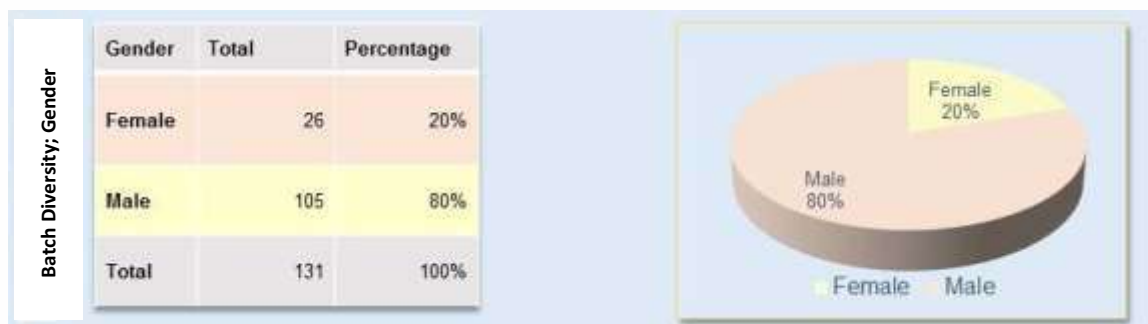 Batch Diversity; Gender
Gender Total Percentage
Female 26 20%
Male 105 80%
Total 131 100%
Female
20%
Male
80%
Female Male